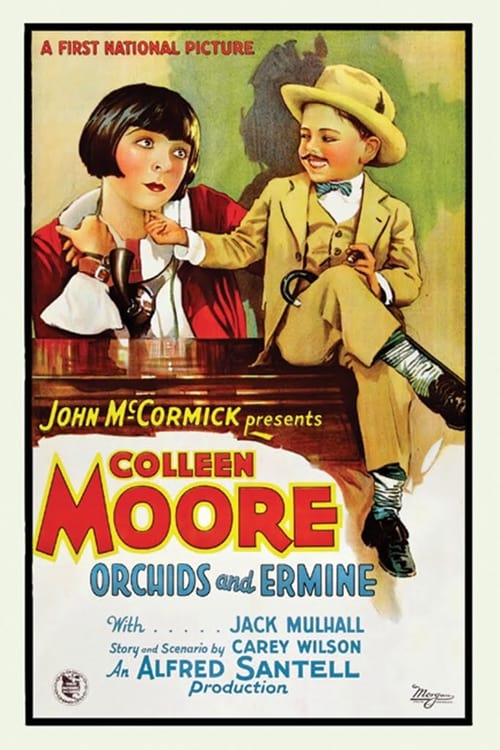 A FIRST NATIONAL PICTURE
JOHN McCORMICK presents
COLLEEN
MOORE
ORCHIDS and ERMINE
With ..... JACK MULHALL
Story and Scenario by CAREY WILSON
An ALFRED SANTELL
Production
Morgan